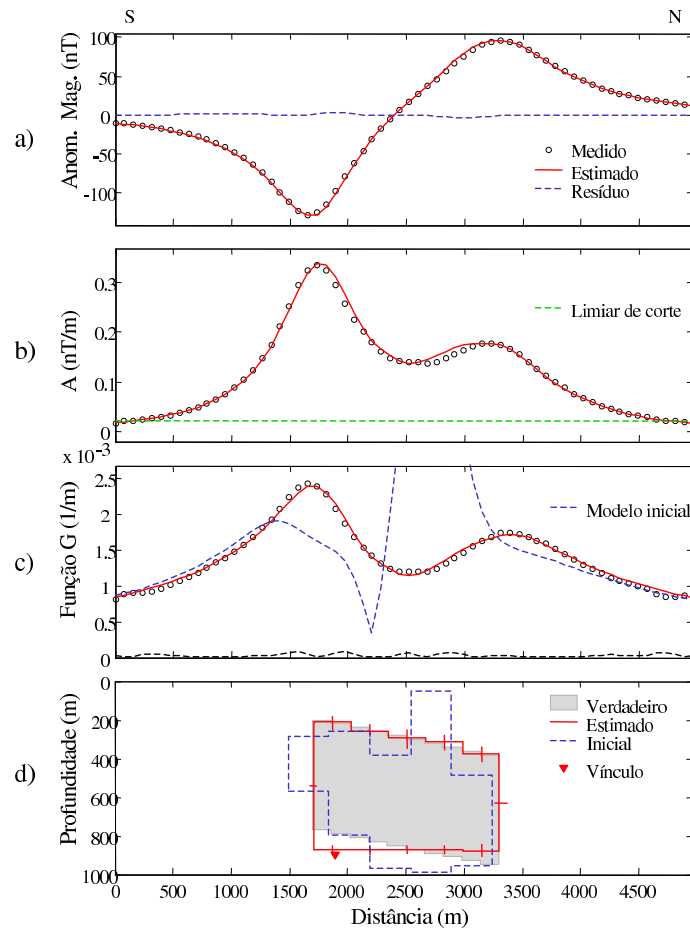 S
N
a)
Anom. Mag. (nT)
100
50
0
-50
-100
Medido
Estimado
Resíduo
b)
A (nT/m)
0.3
0.2
0.1
0
Limiar de corte
x 10-3
c)
Função G (1/m)
2.5
2
1.5
1
0.5
0
Modelo inicial
d)
Profundidade (m)
0
200
400
600
800
1000
Verdadeiro
Estimado
Inicial
Vínculo
0 500 1000 1500 2000 2500 3000 3500 4000 4500
Distância (m)